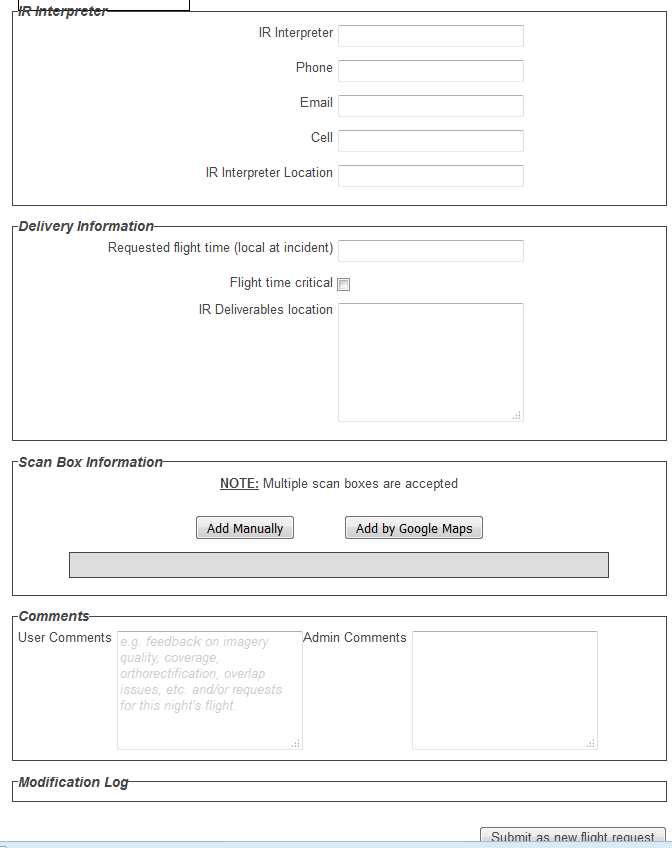 IR Interpreter
IR Interpreter
Phone
Email
Cell
IR Interpreter Location
Delivery Information
Requested flight time (local at incident)
Flight time critical
IR Deliverables location
Scan Box Information
NOTE: Multiple scan boxes are accepted
Add Manually Add by Google Maps
Comments
User Comments
e.g. feedback on imagery
quality, coverage,
orthorectification, overlap
issues, etc. and/or requests
for this night's flight.
Admin Comments
Modification Log
Submit as new flight request